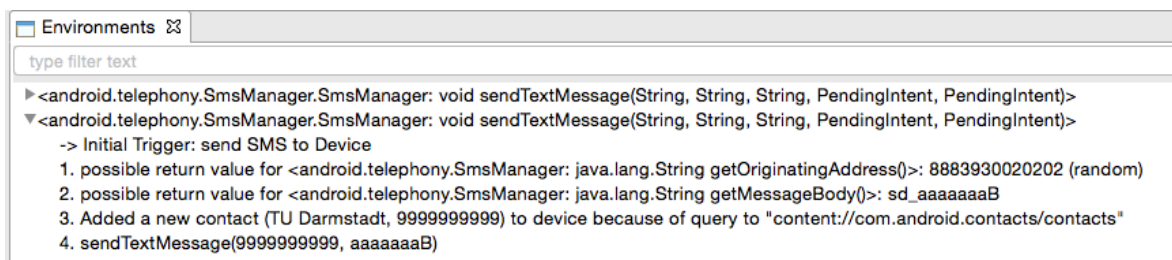 Environments
type filter text
<android.telephony.SmsManager.SmsManager: void sendTextMessage(String, String, String, PendingIntent, PendingIntent)>
<android.telephony.SmsManager.SmsManager: void sendTextMessage(String, String, String, PendingIntent, PendingIntent)>
-> Initial Trigger: send SMS to Device
1. possible return value for <android.telephony.SmsManager: java.lang.String getOriginatingAddress()>: 8883930020202 (random)
2. possible return value for <android.telephony.SmsManager: java.lang.String getMessageBody()>: sd_aaaaaaaB
3. Added a new contact (TU Darmstadt, 9999999999) to device because of query to "content://com.android.contacts/contacts"
4. sendTextMessage(9999999999, aaaaaaaB)